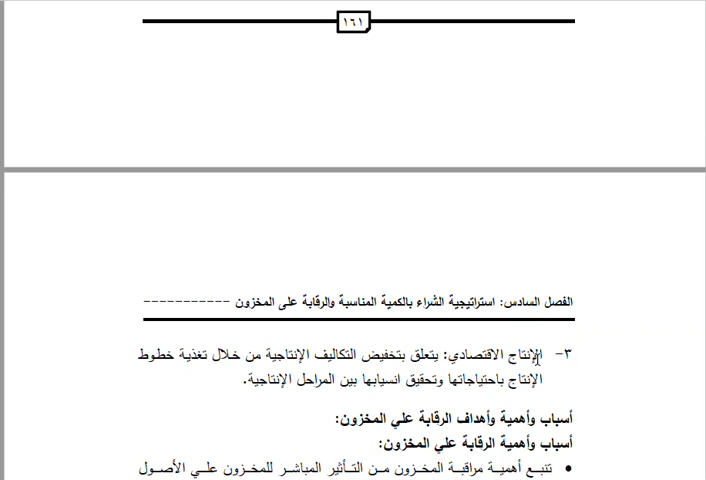 ١٦١
الفصل السادس: استراتيجية الشراء بالكمية المناسبة والرقابة على المخزون -----------
٣- الإنتاج الاقتصادي: يتعلق بتخفيض التكاليف الإنتاجية من خلال تغذية خطوط
الإنتاج باحتياجاتها وتحقيق انسيابها بين المراحل الإنتاجية.
أسباب وأهمية وأهداف الرقابة علي المخزون:
أسباب وأهمية الرقابة علي المخزون:
• تنبع أهمية مراقبة المخزون من التأثير المباشر للمخزون علي الأصول